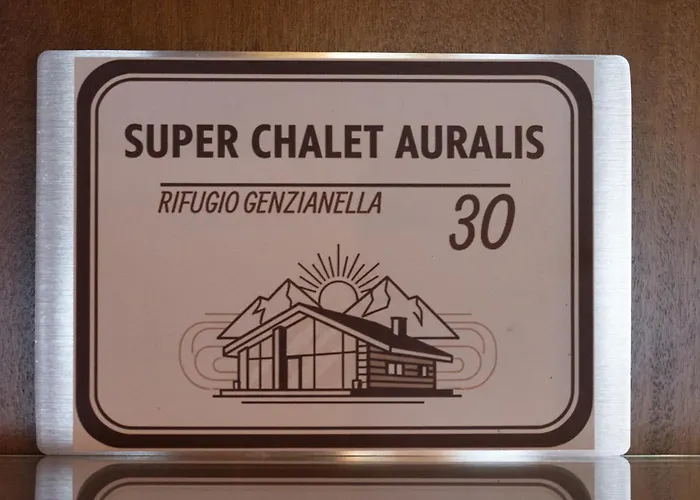 SUPER CHALET AURALIS
RIFUGIO GENZIANELLA
30